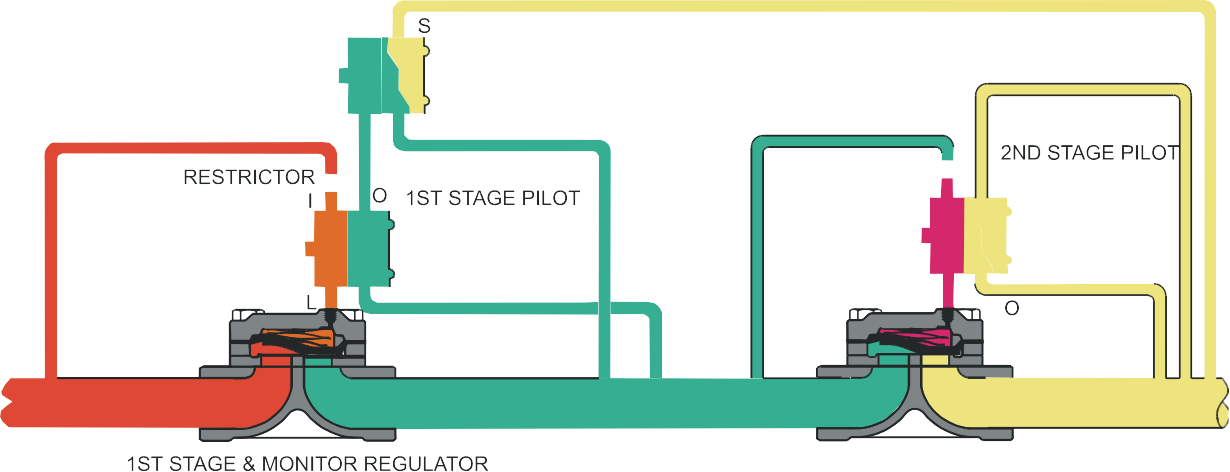 S
RESTRICTOR
I
O
1ST STAGE PILOT
2ND STAGE PILOT
L
O
1ST STAGE & MONITOR REGULATOR